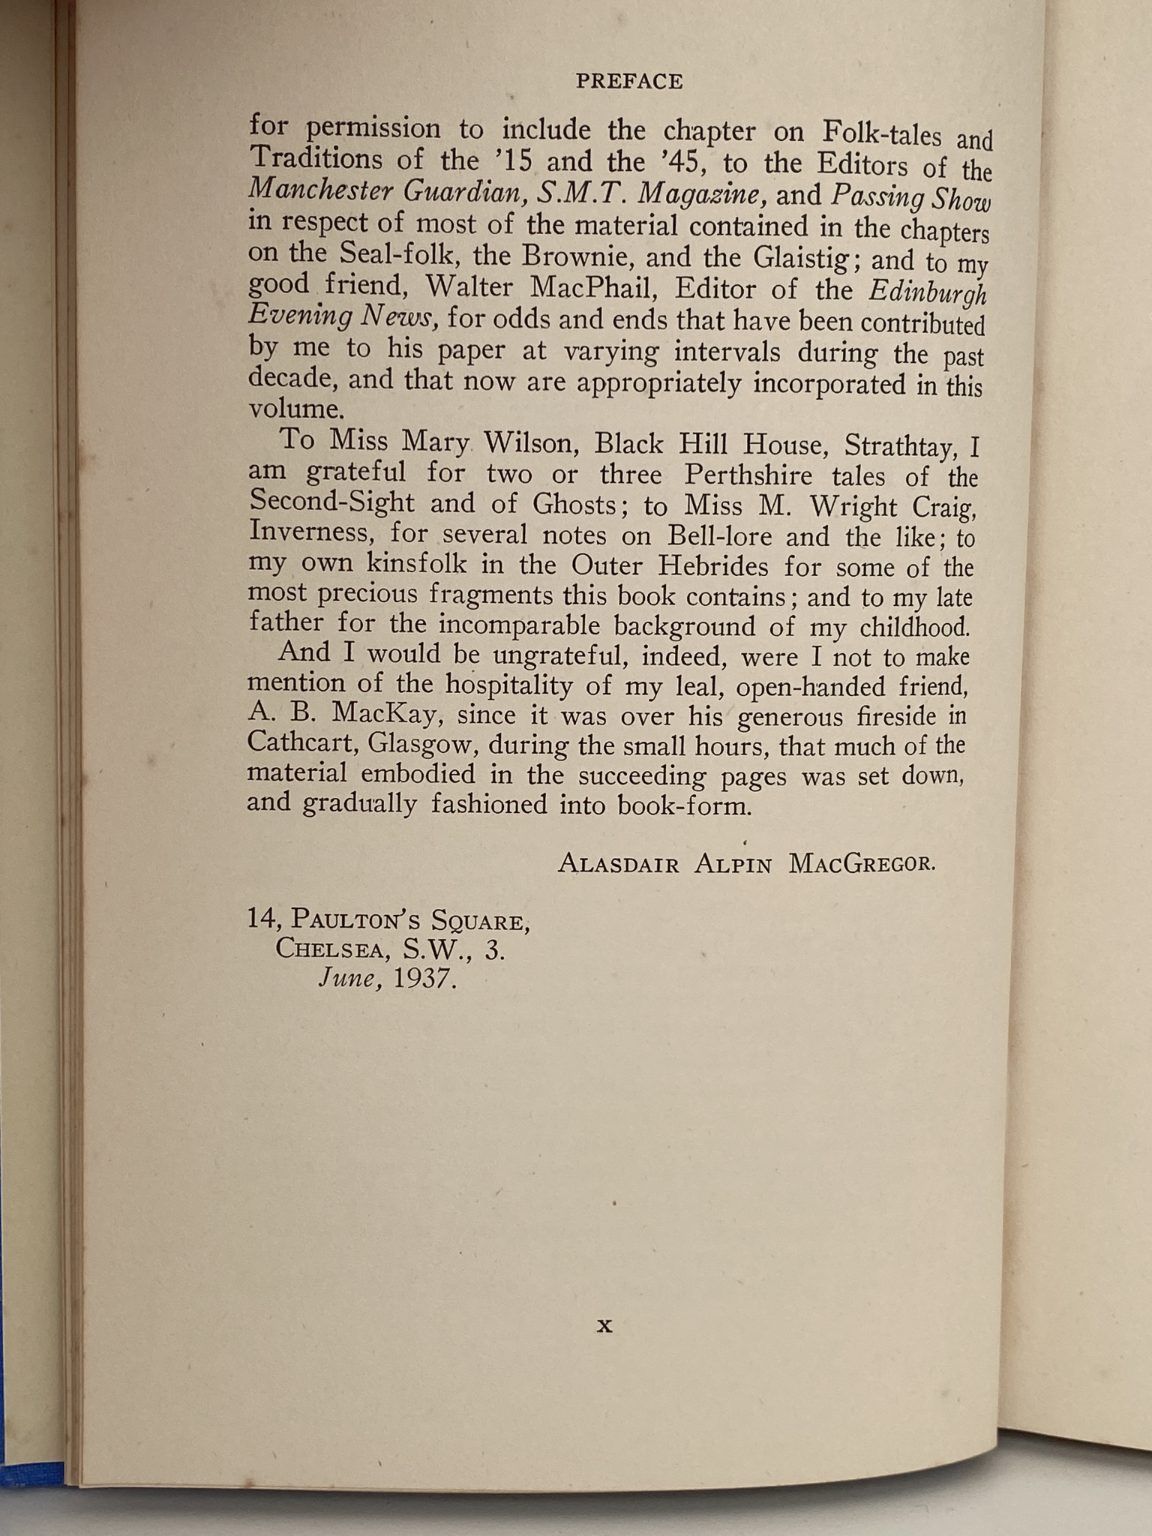 PREFACE
for permission to include the chapter on Folk-tales and
Traditions of the ’15 and the ’45, to the Editors of the
Manchester Guardian, S.M.T. Magazine, and Passing Show
in respect of most of the material contained in the chapters
on the Seal-folk, the Brownie, and the Glaistig; and to my
good friend, Walter MacPhail, Editor of the Edinburgh
Evening News, for odds and ends that have been contributed
by me to his paper at varying intervals during the past
decade, and that now are appropriately incorporated in this
volume.
To Miss Mary Wilson, Black Hill House, Strathtay, I
am grateful for two or three Perthshire tales of the
Second-Sight and of Ghosts; to Miss M. Wright Craig,
Inverness, for several notes on Bell-lore and the like; to
my own kinsfolk in the Outer Hebrides for some of the
most precious fragments this book contains; and to my late
father for the incomparable background of my childhood.
And I would be ungrateful, indeed, were I not to make
mention of the hospitality of my leal, open-handed friend,
A. B. MacKay, since it was over his generous fireside in
Cathcart, Glasgow, during the small hours, that much of the
material embodied in the succeeding pages was set down,
and gradually fashioned into book-form.
Alasdair Alpin MacGregor.
14, Paulton’s Square,
Chelsea, S.W., 3.
June, 1937.
x